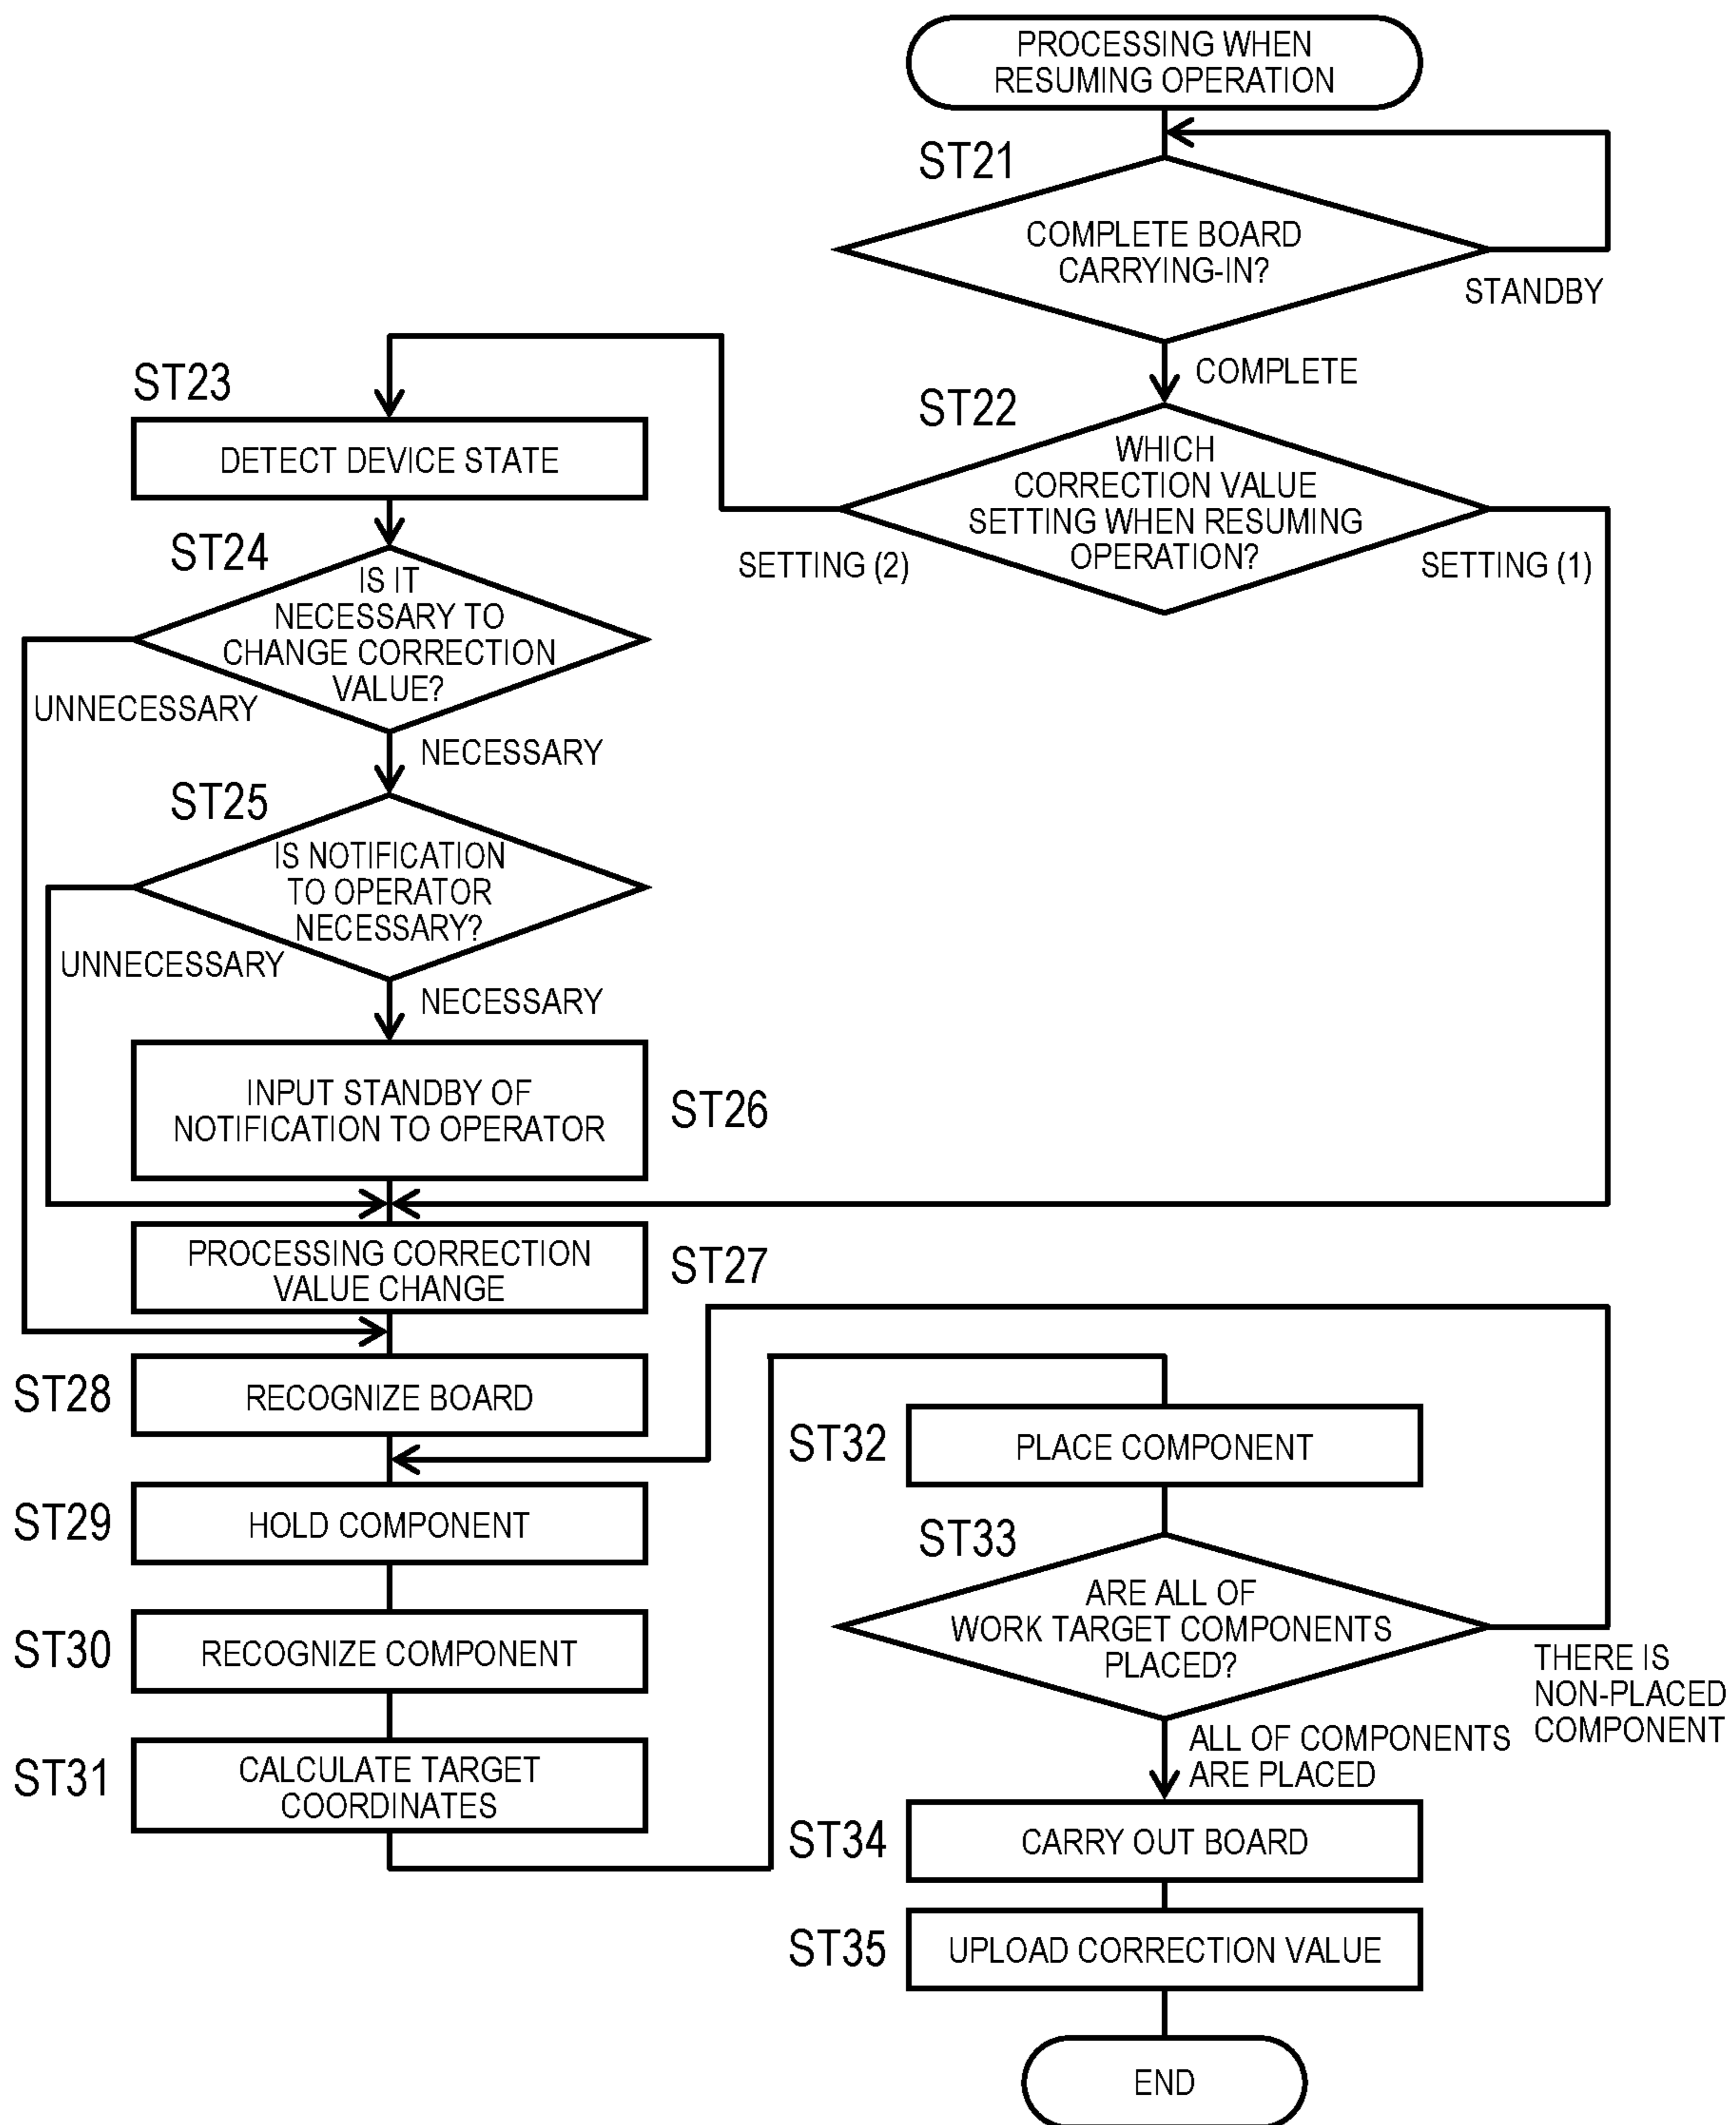 PROCESSING WHEN
RESUMING OPERATION
ST21
COMPLETE BOARD
CARRYING-IN?
STANDBY
COMPLETE
ST22
WHICH
CORRECTION VALUE
SETTING WHEN RESUMING
OPERATION?
SETTING (2)
SETTING (1)
ST23
DETECT DEVICE STATE
ST24
IS IT
NECESSARY TO
CHANGE CORRECTION
VALUE?
UNNECESSARY
NECESSARY
ST25
IS NOTIFICATION
TO OPERATOR
NECESSARY?
UNNECESSARY
NECESSARY
INPUT STANDBY OF
NOTIFICATION TO OPERATOR
ST26
PROCESSING CORRECTION
VALUE CHANGE
ST27
ST28
RECOGNIZE BOARD
ST29
HOLD COMPONENT
ST30
RECOGNIZE COMPONENT
ST31
CALCULATE TARGET
COORDINATES
ST32
PLACE COMPONENT
ST33
ARE ALL OF
WORK TARGET COMPONENTS
PLACED?
THERE IS
NON-PLACED
COMPONENT
ALL OF COMPONENTS
ARE PLACED
ST34
CARRY OUT BOARD
ST35
UPLOAD CORRECTION VALUE
END